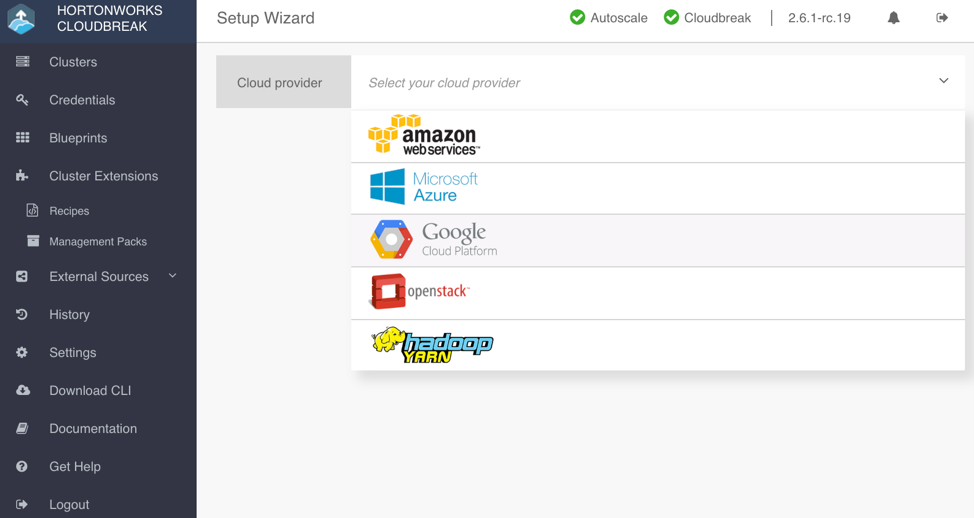 HORTONWORKS
CLOUDBREAK
Setup Wizard
Autoscale
Cloudbreak
2.6.1-rc.19
Clusters
Credentials
Blueprints
Cluster Extensions
Recipes
Management Packs
External Sources
History
Settings
Download CLI
Documentation
Get Help
Logout
Cloud provider
Select your cloud provider
amazon
web services™
Microsoft
Azure
Google
Cloud Platform
openstack™
hadoop
YARN